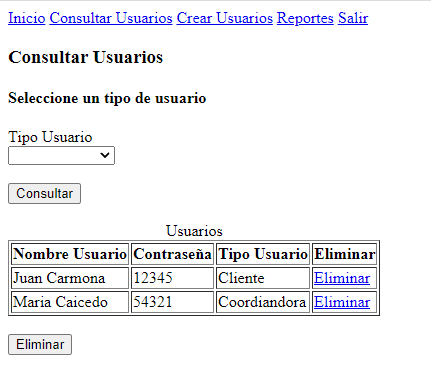 Inicio Consultar Usuarios Crear Usuarios Reportes Salir
Consultar Usuarios
Seleccione un tipo de usuario
Tipo Usuario
Consultar
Usuarios
Nombre Usuario Contraseña Tipo Usuario Eliminar
Juan Carmona 12345 Cliente Eliminar
Maria Caicedo 54321 Coordiandora Eliminar
Eliminar